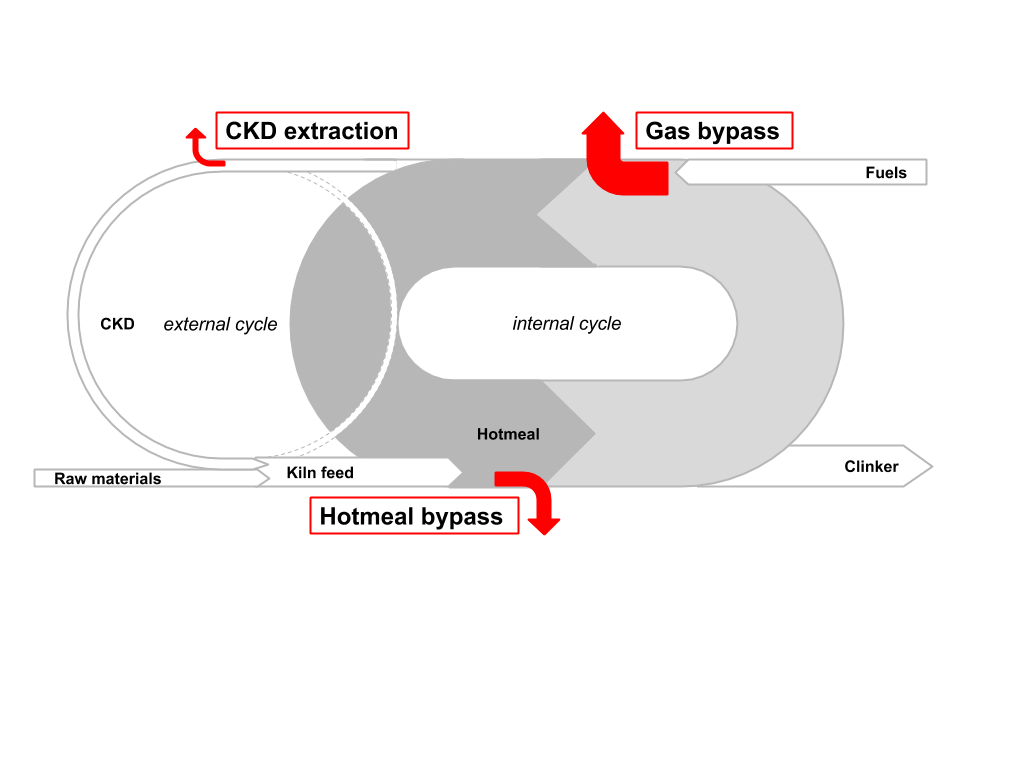 CKD extraction
Gas bypass
Fuels
CKD
external cycle
internal cycle
Hotmeal
Clinker
Kiln feed
Raw materials
Hotmeal bypass